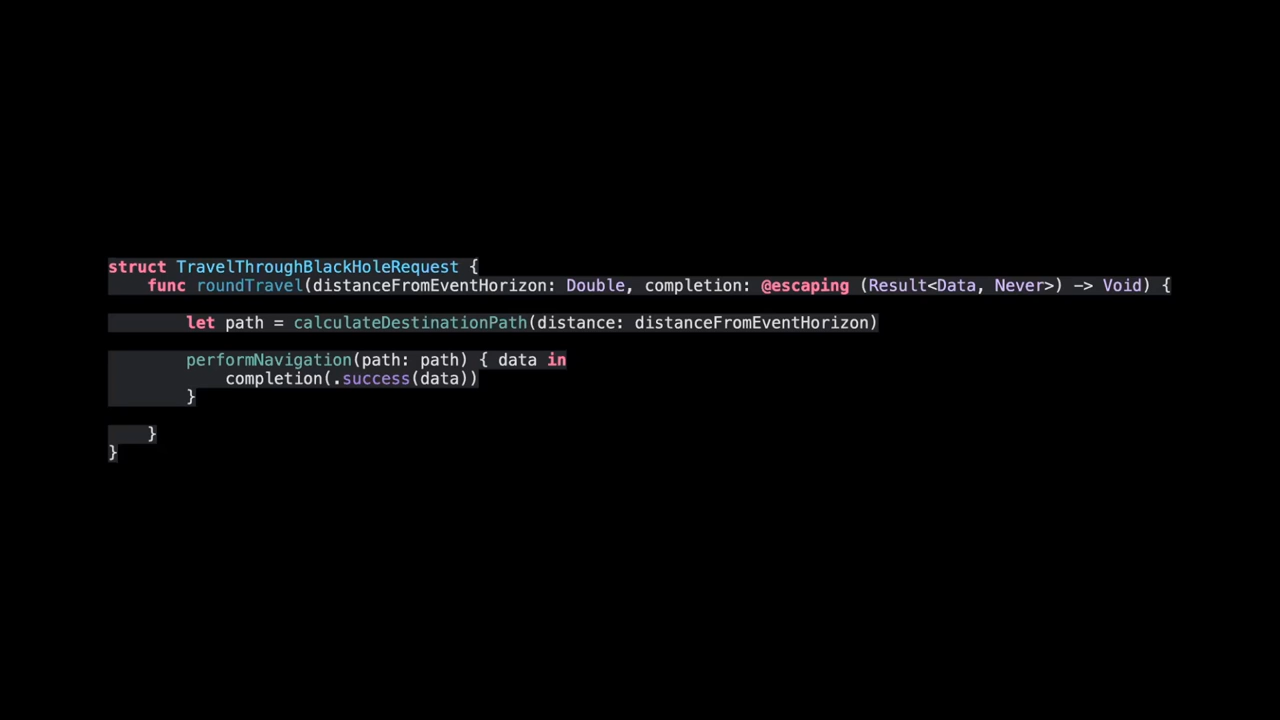 struct TravelThroughBlackHoleRequest {
    func roundTravel(distanceFromEventHorizon: Double, completion: @escaping (Result<Data, Never>) -> Void) {
        let path = calculateDestinationPath(distance: distanceFromEventHorizon)
        performNavigation(path: path) { data in
            completion(.success(data))
        }
    }
}